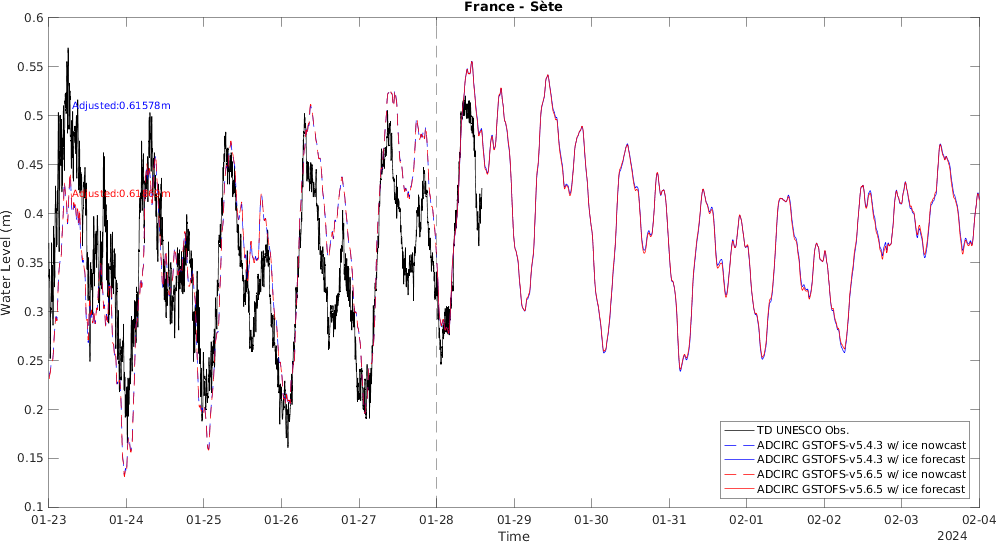 France - Sète
0.6
0.55
0.5
0.45
0.4
0.35
0.3
0.25
0.2
0.15
0.1
Water Level (m)
Adjusted:0.61578m
TD UNESCO Obs.
ADCIRC GSTOFS-v5.4.3 w/ ice nowcast
ADCIRC GSTOFS-v5.4.3 w/ ice forecast
ADCIRC GSTOFS-v5.6.5 w/ ice nowcast
ADCIRC GSTOFS-v5.6.5 w/ ice forecast
01-23 01-24 01-25 01-26 01-27 01-28 01-29 01-30 01-31 02-01 02-02 02-03 02-04
Time
2024